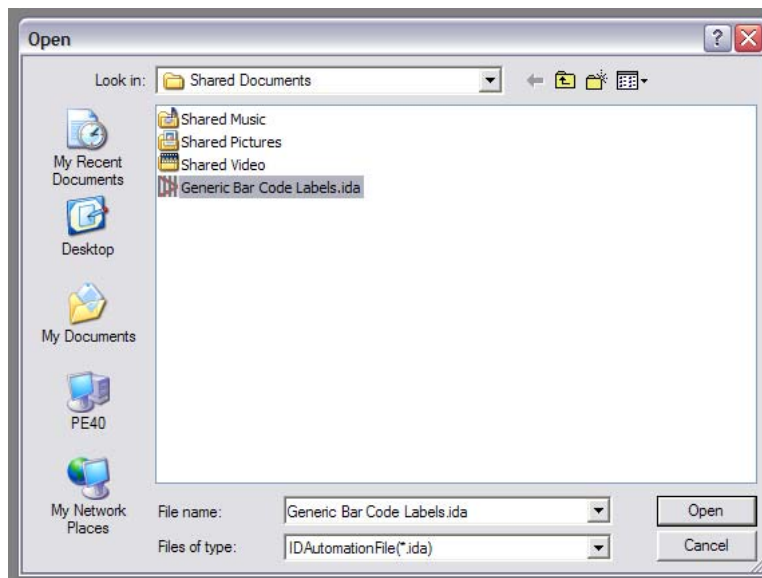 Open
?
Look in:
Shared Documents
Shared Music
Shared Pictures
Shared Video
Generic Bar Code Labels.ida
My Recent
Documents
Desktop
My Documents
PE40
My Network
Places
File name:
Generic Bar Code Labels.ida
Open
Files of type:
IDAutomationFile(*.ida)
Cancel